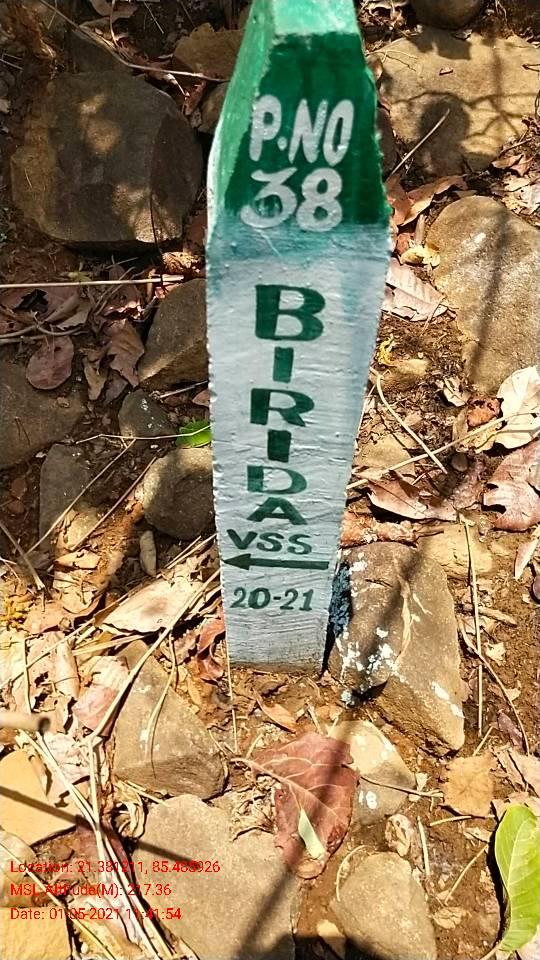 P.NO
38
BIRIDA
VSS
20-21
Location: 21.381211, 85.485926
MSL-Altitude(M): 217.36
Date: 01-05-2021 11:41:54